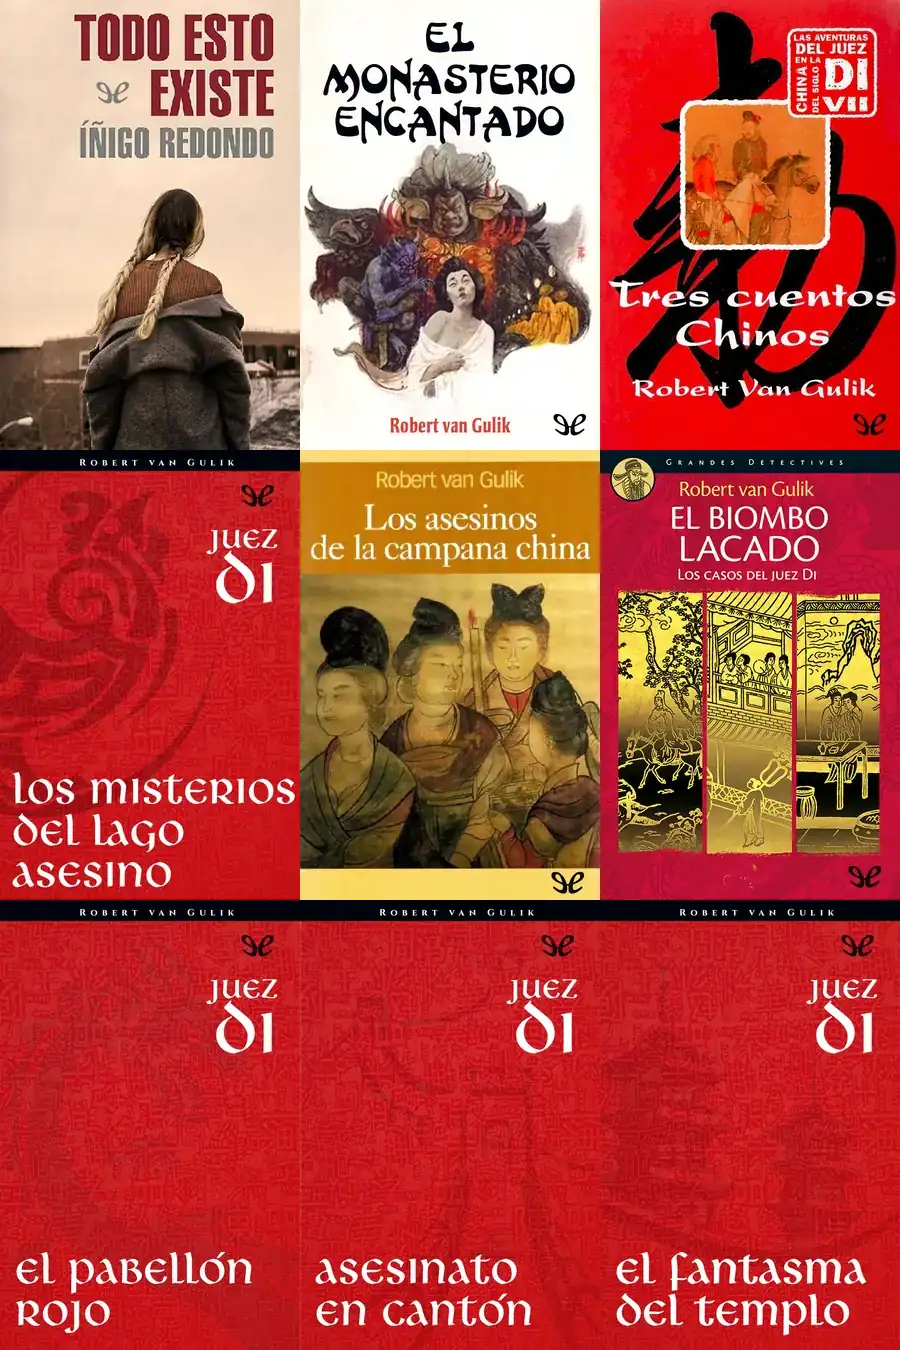 TODO ESTO
EXISTE
ÍÑIGO REDONDO
EL
MONASTERIO
ENCANTADO
Robert van Gulik
LAS AVENTURAS
DEL JUEZ
DI
EN LA
CHINA
DEL SIGLO
VII
Tres cuentos
Chinos
Robert Van Gulik
ROBERT VAN GULIK
juez
di
los misterios
del lago
asesino
Robert van Gulik
Los asesinos
de la campana china
GRANDES DETECTIVES
Robert van Gulik
EL BIOMBO
LACADO
LOS CASOS DEL JUEZ DI
ROBERT VAN GULIK
juez
di
el pabellón
rojo
ROBERT VAN GULIK
juez
di
asesinato
en cantón
ROBERT VAN GULIK
juez
di
el fantasma
del templo